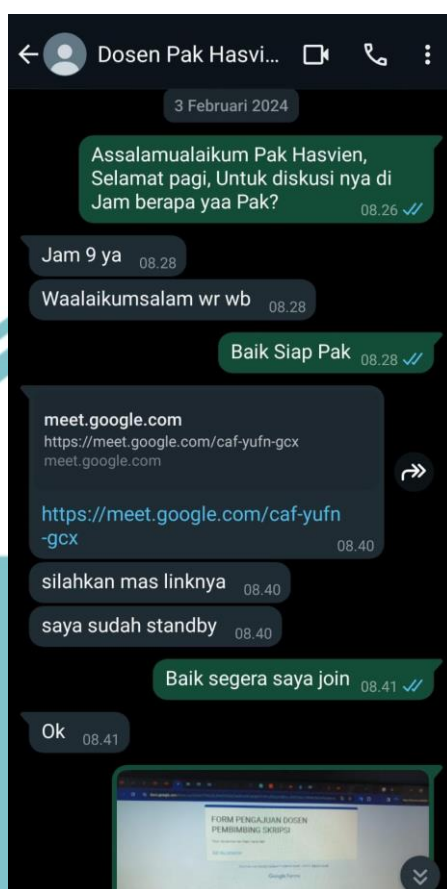 Dosen Pak Hasvi...
3 Februari 2024
Assalamualaikum Pak Hasvien,
Selamat pagi, Untuk diskusi nya di
Jam berapa yaa Pak?
08.26
Jam 9 ya 08.28
Waalaikumsalam wr wb 08.28
Baik Siap Pak 08.28
meet.google.com
https://meet.google.com/caf-yufn-gcx
meet.google.com
https://meet.google.com/caf-yufn
-gcx
08.40
silahkan mas linknya 08.40
saya sudah standby 08.40
Baik segera saya join 08.41
Ok 08.41
FORM PENGAJUAN DOSEN
PEMBIMBING SKRIPSI
Google Forms